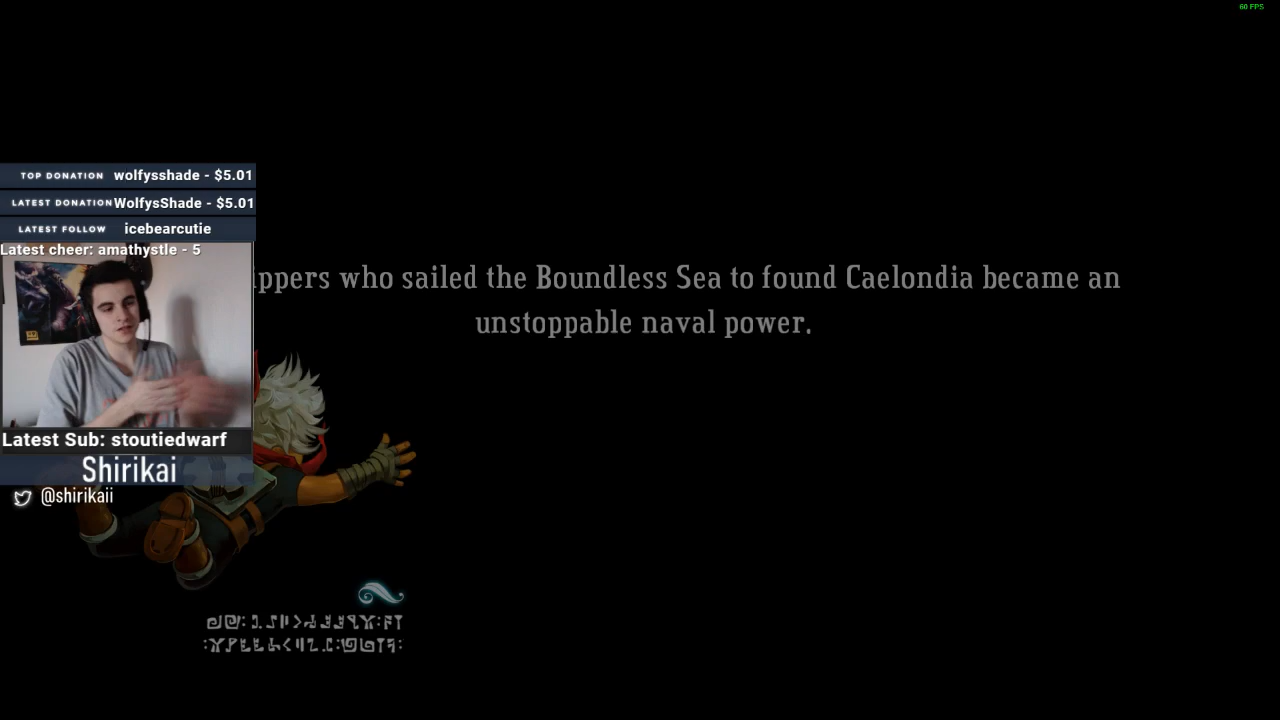 60 FPS
TOP DONATION wolfysshade - $5.01
LATEST DONATION WolfysShade - $5.01
LATEST FOLLOW icebearcutie
Latest cheer: amathystle - 5
who sailed the Boundless Sea to found Caelondia became an
unstoppable naval power.
Latest Sub: stoutiedwarf
Shirikai
@shirikaii